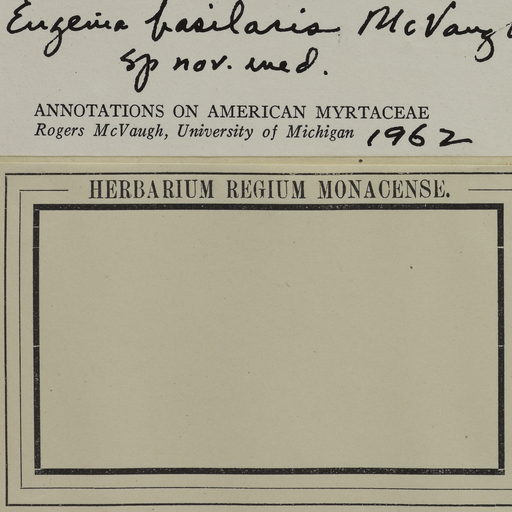 Eugenia basilaris McVaugh
sp nov. ined.
ANNOTATIONS ON AMERICAN MYRTACEAE
Rogers McVaugh, University of Michigan 1962
HERBARIUM REGIUM MONACENSE.